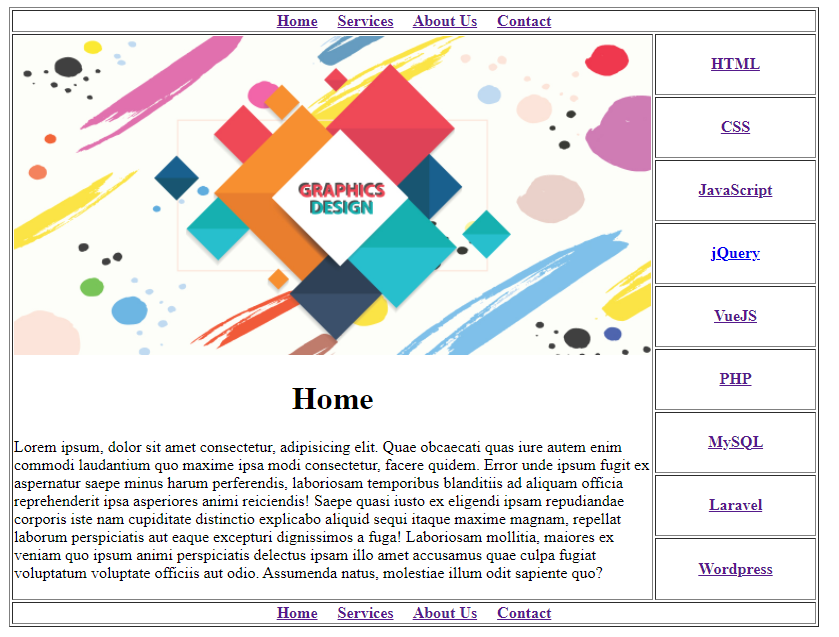 Home Services About Us Contact
GRAPHICS
DESIGN
Home
Lorem ipsum, dolor sit amet consectetur, adipisicing elit. Quae obcaecati quas iure autem enim
commodi laudantium quo maxime ipsa modi consectetur, facere quidem. Error unde ipsum fugit ex
aspernatur saepe minus harum perferendis, laboriosam temporibus blanditiis ad aliquam officia
reprehenderit ipsa asperiores animi reiciendis! Saepe quasi iusto ex eligendi ipsam repudiandae
corporis iste nam cupiditate distinctio explicabo aliquid sequi itaque maxime magnam, repellat
laborum perspiciatis aut eaque excepturi dignissimos a fuga! Laboriosam mollitia, maiores ex
veniam quo ipsum animi perspiciatis delectus ipsam illo amet accusamus quae culpa fugiat
voluptatum voluptate officiis aut odio. Assumenda natus, molestiae illum odit sapiente quo?
HTML
CSS
JavaScript
jQuery
VueJS
PHP
MySQL
Laravel
Wordpress
Home Services About Us Contact